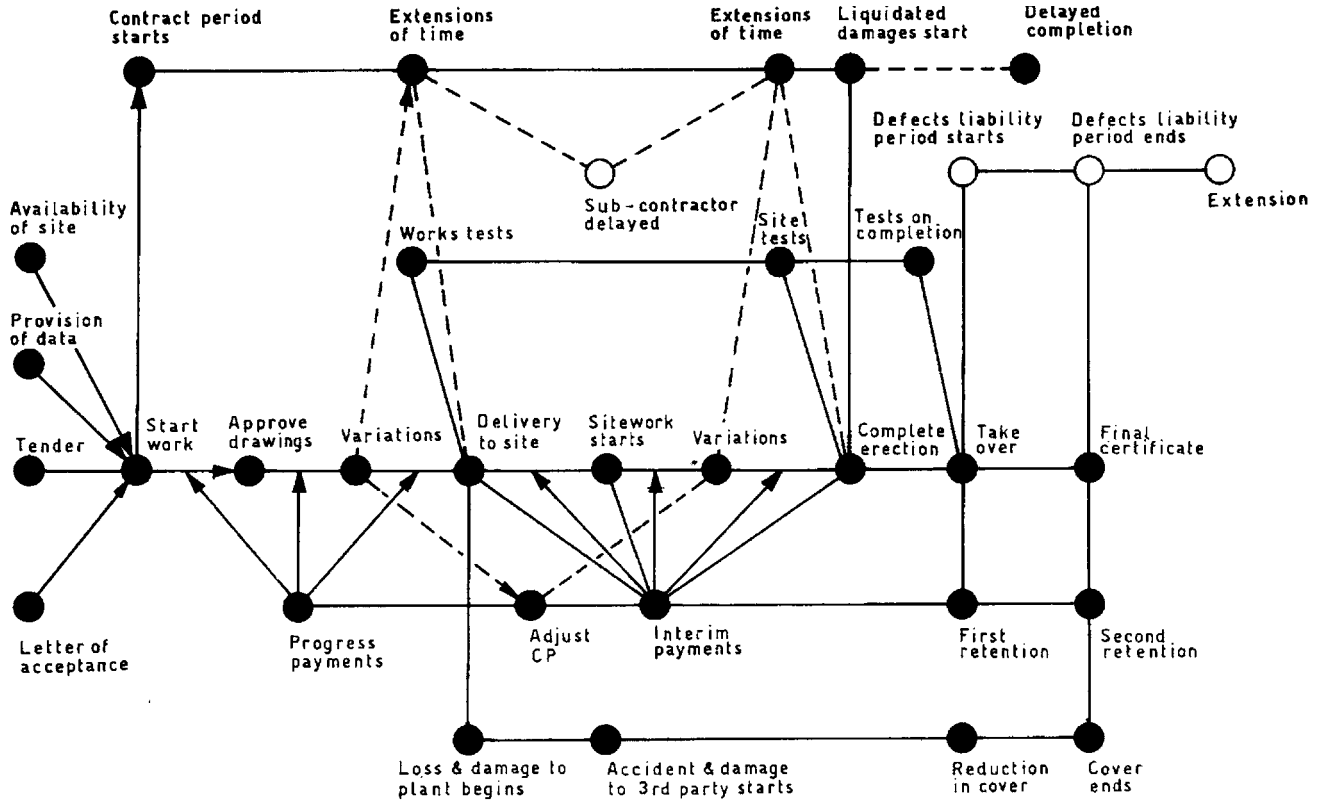 Contract period
starts
Extensions
of time
Extensions
of time
Liquidated
damages start
Delayed
completion
Defects liability
period starts
Defects liability
period ends
Extension
Availability
of site
Sub-contractor
delayed
Works tests
Site
tests
Tests on
completion
Provision
of data
Tender
Start
work
Approve
drawings
Variations
Delivery
to site
Sitework
starts
Variations
Complete
erection
Take
over
Final
certificate
Letter of
acceptance
Progress
payments
Adjust
CP
Interim
payments
First
retention
Second
retention
Loss & damage to
plant begins
Accident & damage
to 3rd party starts
Reduction
in cover
Cover
ends